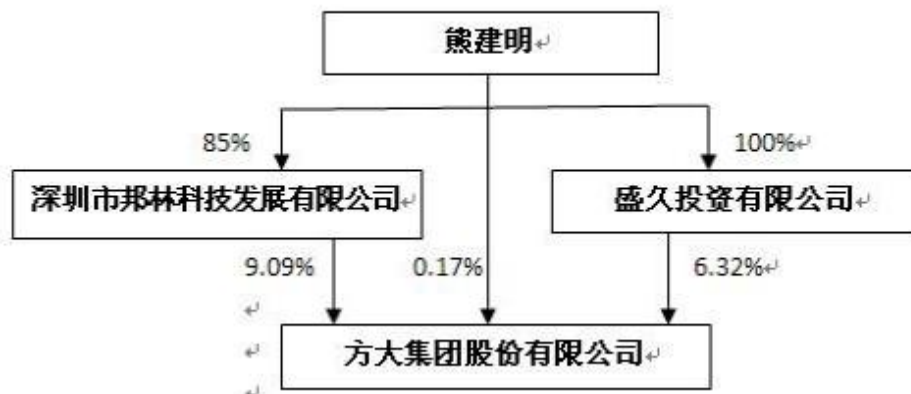 熊建明
85%
100%
深圳市邦林科技发展有限公司
盛久投资有限公司
9.09%
0.17%
6.32%
方大集团股份有限公司